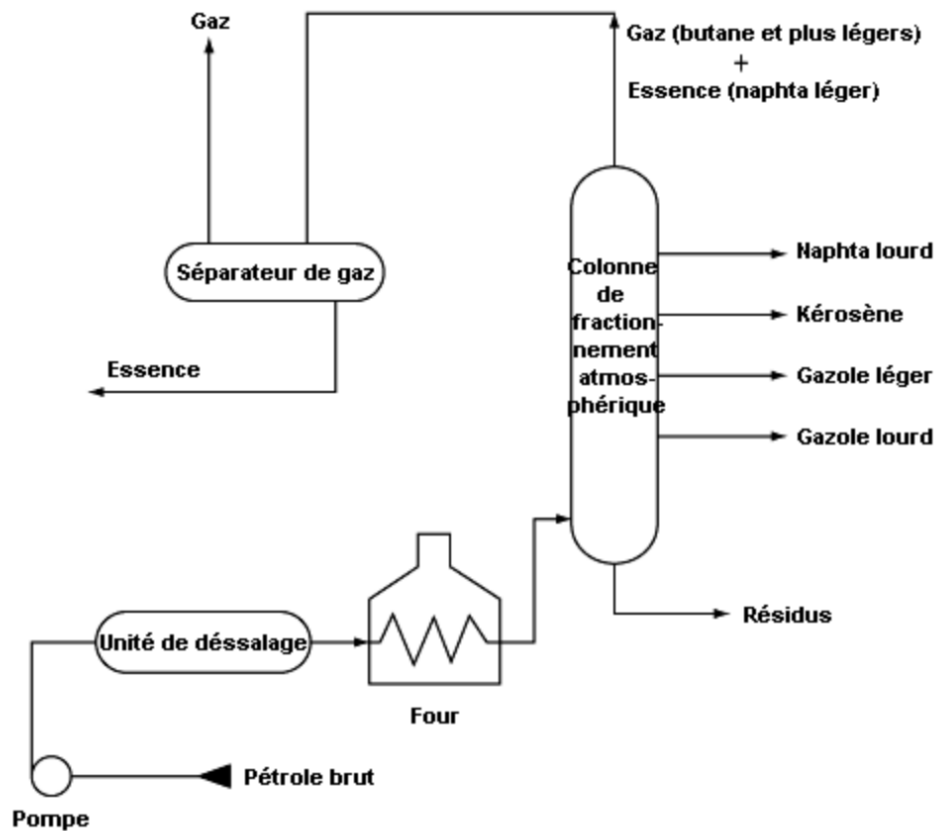 Gaz
Gaz (butane et plus légers)
+
Essence (naphta léger)
Séparateur de gaz
Essence
Colonne
de
fraction-
nement
atmos-
phérique
Naphta lourd
Kérosène
Gazole léger
Gazole lourd
Résidus
Unité de déssalage
Four
Pétrole brut
Pompe